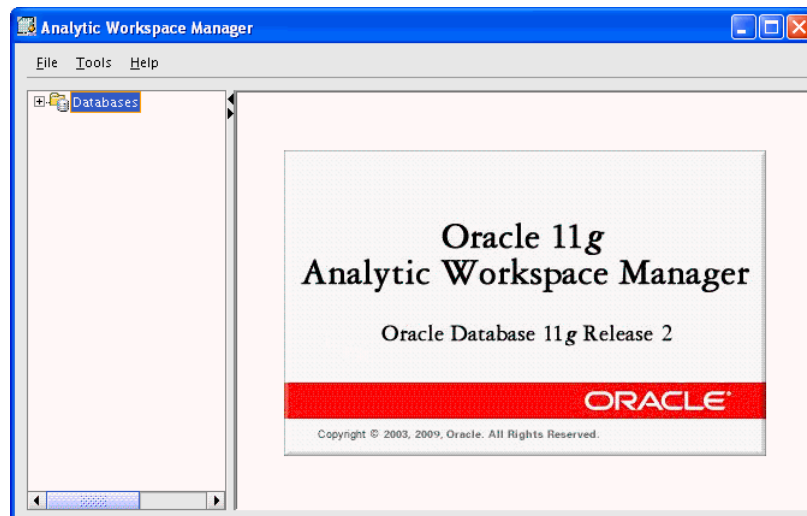 Analytic Workspace Manager
File Tools Help
Databases
Oracle 11g
Analytic Workspace Manager
Oracle Database 11g Release 2
ORACLE®
Copyright © 2003, 2009, Oracle. All Rights Reserved.